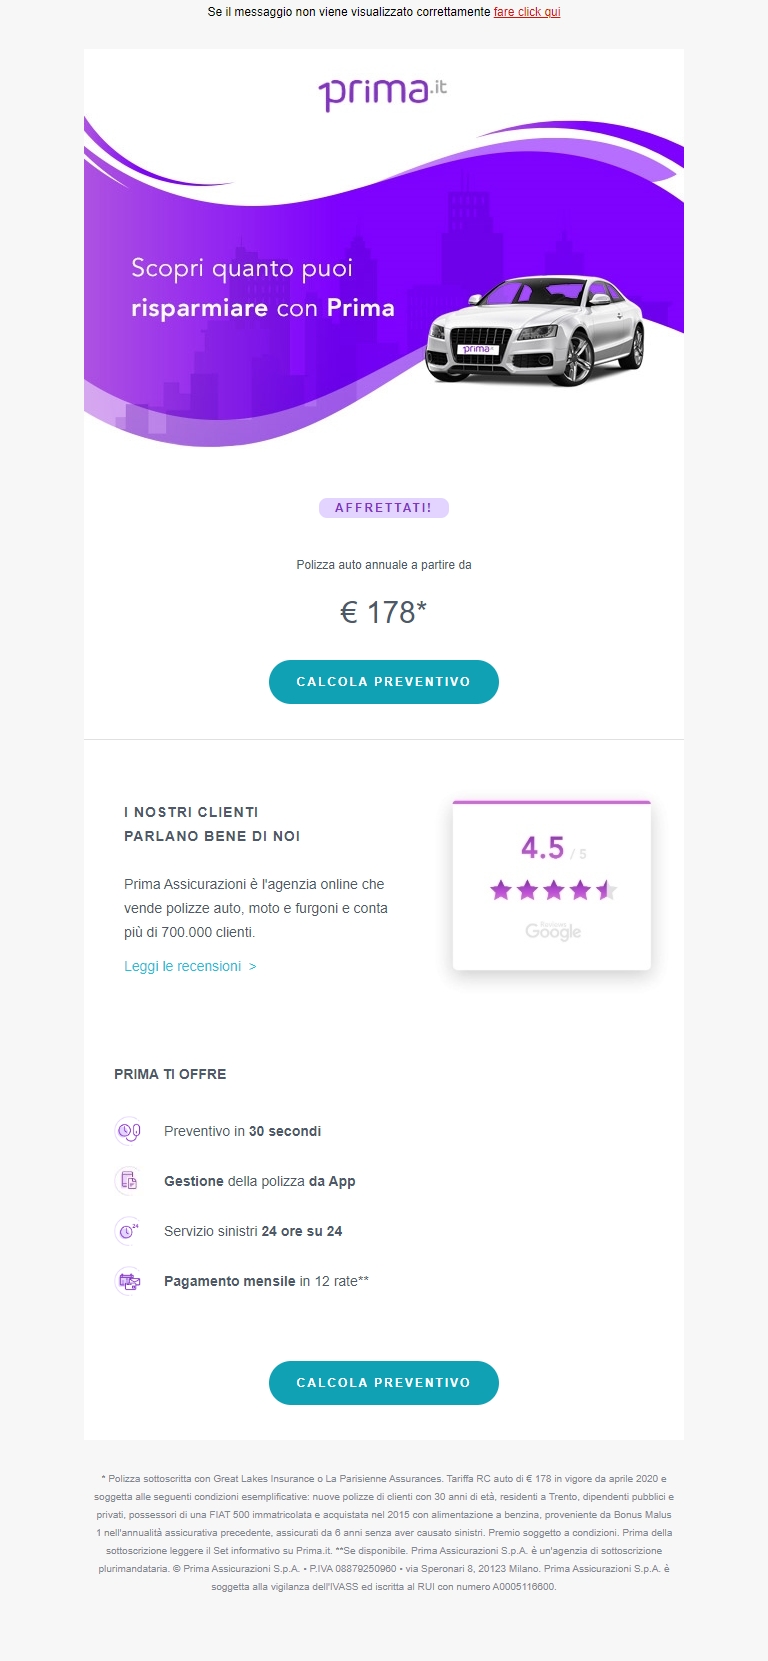 Se il messaggio non viene visualizzato correttamente fare click qui
prima.it
Scopri quanto puoi
risparmiare con Prima
prima.it
AFFRETTATI!
Polizza auto annuale a partire da
€ 178*
CALCOLA PREVENTIVO
I NOSTRI CLIENTI
PARLANO BENE DI NOI
Prima Assicurazioni è l'agenzia online che
vende polizze auto, moto e furgoni e conta
più di 700.000 clienti.
Leggi le recensioni >
4.5 / 5
Google
PRIMA TI OFFRE
Preventivo in 30 secondi
Gestione della polizza da App
24
Servizio sinistri 24 ore su 24
Pagamento mensile in 12 rate**
CALCOLA PREVENTIVO
* Polizza sottoscritta con Great Lakes Insurance o La Parisienne Assurances. Tariffa RC auto di € 178 in vigore da aprile 2020 e
soggetta alle seguenti condizioni esemplificative: nuove polizze di clienti con 30 anni di età, residenti a Trento, dipendenti pubblici e
privati, possessori di una FIAT 500 immatricolata e acquistata nel 2015 con alimentazione a benzina, proveniente da Bonus Malus
1 nell'annualità assicurativa precedente, assicurati da 6 anni senza aver causato sinistri. Premio soggetto a condizioni. Prima della
sottoscrizione leggere il Set informativo su Prima.it. **Se disponibile. Prima Assicurazioni S.p.A. è un'agenzia di sottoscrizione
plurimandataria. © Prima Assicurazioni S.p.A. • P.IVA 08879250960 • via Speronari 8, 20123 Milano. Prima Assicurazioni S.p.A. è
soggetta alla vigilanza dell'IVASS ed iscritta al RUI con numero A0005116600.